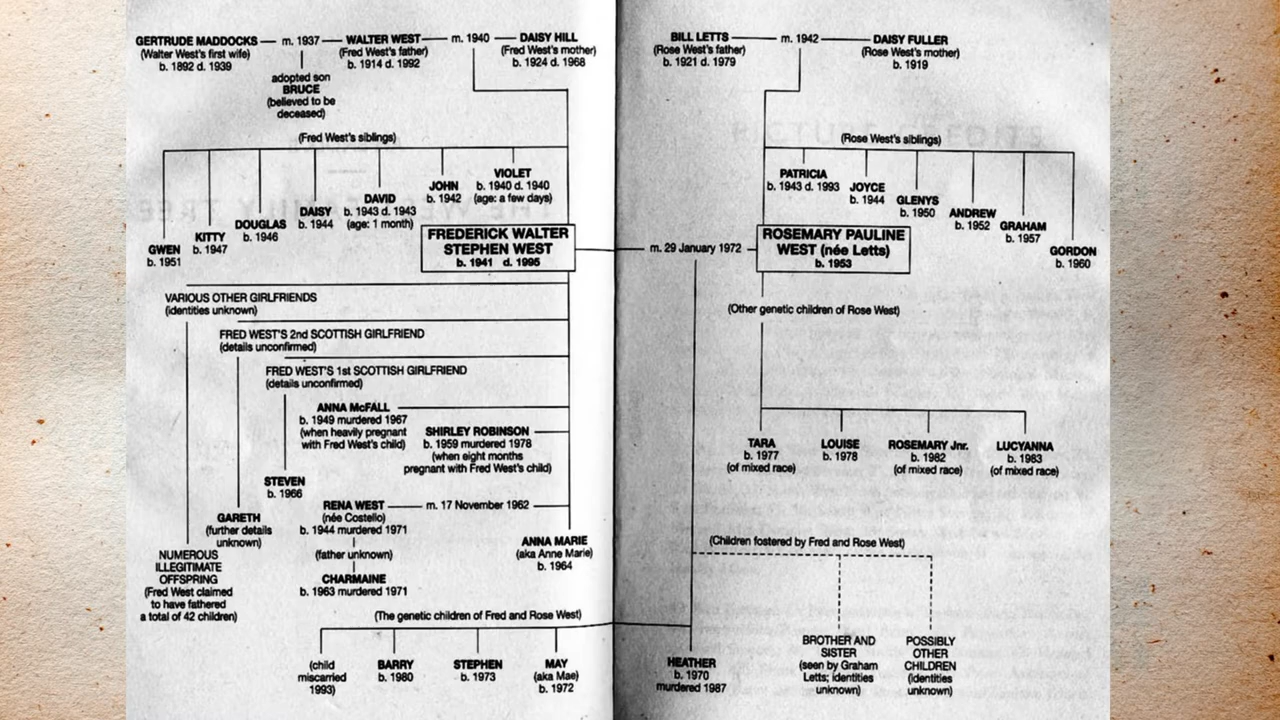 GERTRUDE MADDOCKS — m. 1937 — WALTER WEST — m. 1940 — DAISY HILL
(Walter West's first wife) (Fred West's father) (Fred West's mother)
b. 1892 d. 1939 b. 1914 d. 1992 b. 1924 d. 1968
adopted son
BRUCE
(believed to be
deceased)
BILL LETTS — m. 1942 — DAISY FULLER
(Rose West's father) (Rose West's mother)
b. 1921 d. 1979 b. 1919
(Fred West's siblings)
GWEN
b. 1951
KITTY
b. 1947
DOUGLAS
b. 1946
DAISY
b. 1944
DAVID
b. 1943 d. 1943
(age: 1 month)
JOHN
b. 1942
VIOLET
b. 1940 d. 1940
(age: a few days)
(Rose West's siblings)
PATRICIA
b. 1943 d. 1993
JOYCE
b. 1944
GLENYS
b. 1950
ANDREW
b. 1952
GRAHAM
b. 1957
GORDON
b. 1960
FREDERICK WALTER
STEPHEN WEST
b. 1941 d. 1995
m. 29 January 1972
ROSEMARY PAULINE
WEST (née Letts)
b. 1953
VARIOUS OTHER GIRLFRIENDS
(identities unknown)
FRED WEST'S 2nd SCOTTISH GIRLFRIEND
(details unconfirmed)
FRED WEST'S 1st SCOTTISH GIRLFRIEND
(details unconfirmed)
ANNA McFALL
b. 1949 murdered 1967
(when heavily pregnant
with Fred West's child)
SHIRLEY ROBINSON
b. 1959 murdered 1978
(when eight months
pregnant with Fred West's child)
STEVEN
b. 1966
GARETH
(further details
unknown)
NUMEROUS
ILLEGITIMATE
OFFSPRING
(Fred West claimed
to have fathered
a total of 42 children)
RENA WEST — m. 17 November 1962
(née Costello)
b. 1944 murdered 1971
(father unknown)
CHARMAINE
b. 1963 murdered 1971
ANNA MARIE
(aka Anne Marie)
b. 1964
(Other genetic children of Rose West)
TARA
b. 1977
(of mixed race)
LOUISE
b. 1978
ROSEMARY Jnr.
b. 1982
(of mixed race)
LUCYANNA
b. 1983
(of mixed race)
(Children fostered by Fred and Rose West)
BROTHER AND
SISTER
(seen by Graham
Letts; identities
unknown)
POSSIBLY
OTHER
CHILDREN
(identities
unknown)
(The genetic children of Fred and Rose West)
(child
miscarried
1993)
BARRY
b. 1980
STEPHEN
b. 1973
MAY
(aka Mae)
b. 1972
HEATHER
b. 1970
murdered 1987